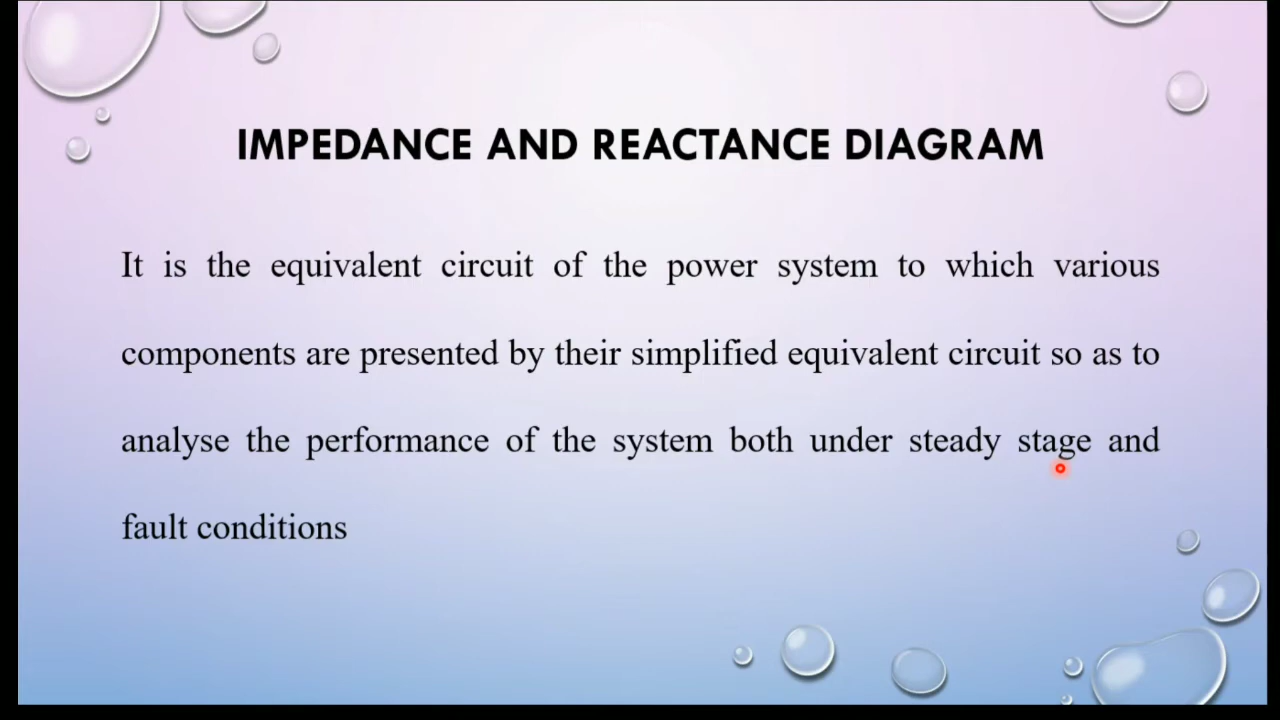 IMPEDANCE AND REACTANCE DIAGRAM
It is the equivalent circuit of the power system to which various
components are presented by their simplified equivalent circuit so as to
analyse the performance of the system both under steady stage and
fault conditions